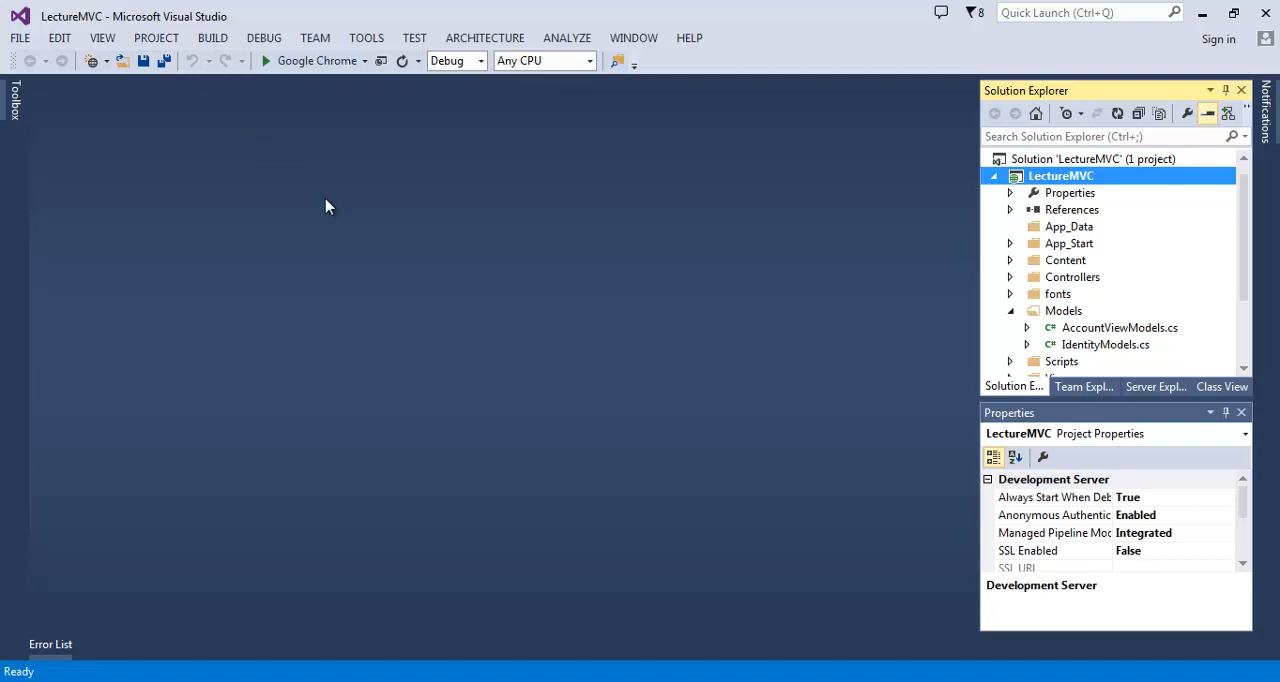 LectureMVC - Microsoft Visual Studio
8
Quick Launch (Ctrl+Q)
FILE EDIT VIEW PROJECT BUILD DEBUG TEAM TOOLS TEST ARCHITECTURE ANALYZE WINDOW HELP
Sign in
Google Chrome Debug Any CPU
Toolbox
Notifications
Solution Explorer
Search Solution Explorer (Ctrl+;)
Solution 'LectureMVC' (1 project)
LectureMVC
Properties
References
App_Data
App_Start
Content
Controllers
fonts
Models
C# AccountViewModels.cs
C# IdentityModels.cs
Scripts
Solution E... Team Expl... Server Expl... Class View
Properties
LectureMVC Project Properties
Development Server
Always Start When Deb True
Anonymous Authentic Enabled
Managed Pipeline Moc Integrated
SSL Enabled False
SSL URL
Development Server
Error List
Ready